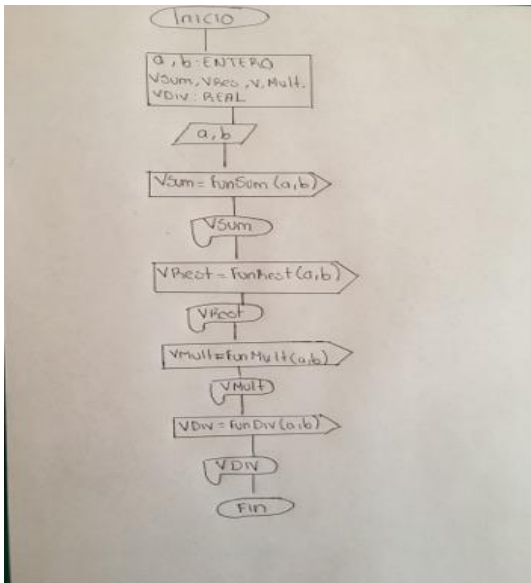 Inicio
a, b: ENTERO
VSum, VRes, V, Mult.
VDIV: REAL
a, b
VSum = FunSum (a,b)
VSum
VRest = FunRest (a,b)
VRest
VMult = FunMult (a,b)
VMult
VDIV = FunDiv (a,b)
VDIV
Fin